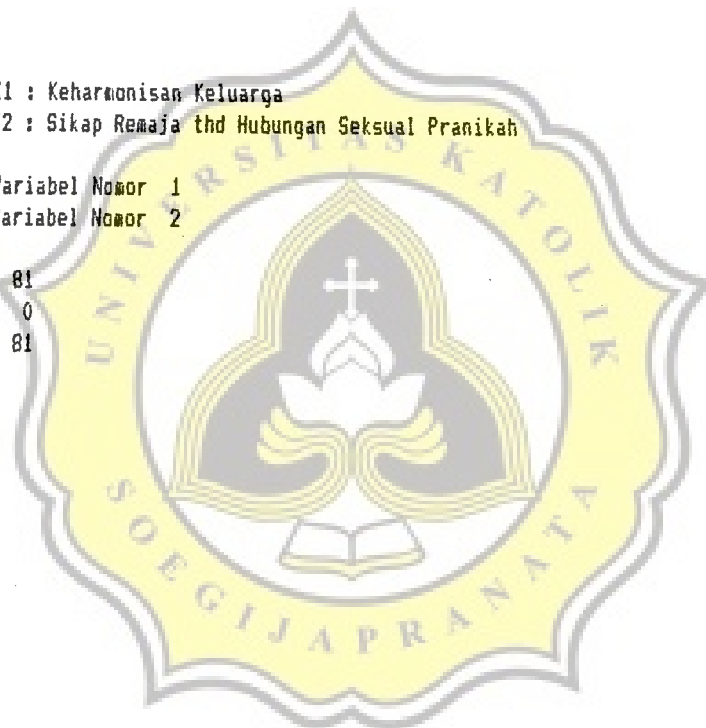 1 : Keharmonisan Keluarga
2 : Sikap Remaja thd Hubungan Seksual Pranikah
ariabel Nomor 1
ariabel Nomor 2
81
0
81
UNIVERSITAS KATOLIK
SOEGIJAPRANATA